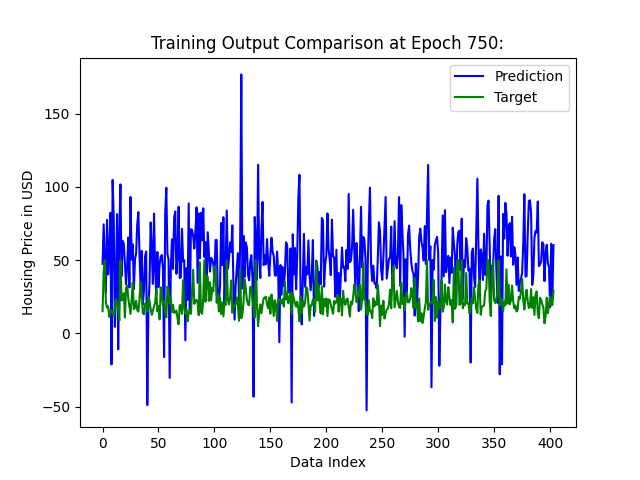 Training Output Comparison at Epoch 750:
Prediction
Target
Housing Price in USD
150
100
50
0
−50
0 50 100 150 200 250 300 350 400
Data Index